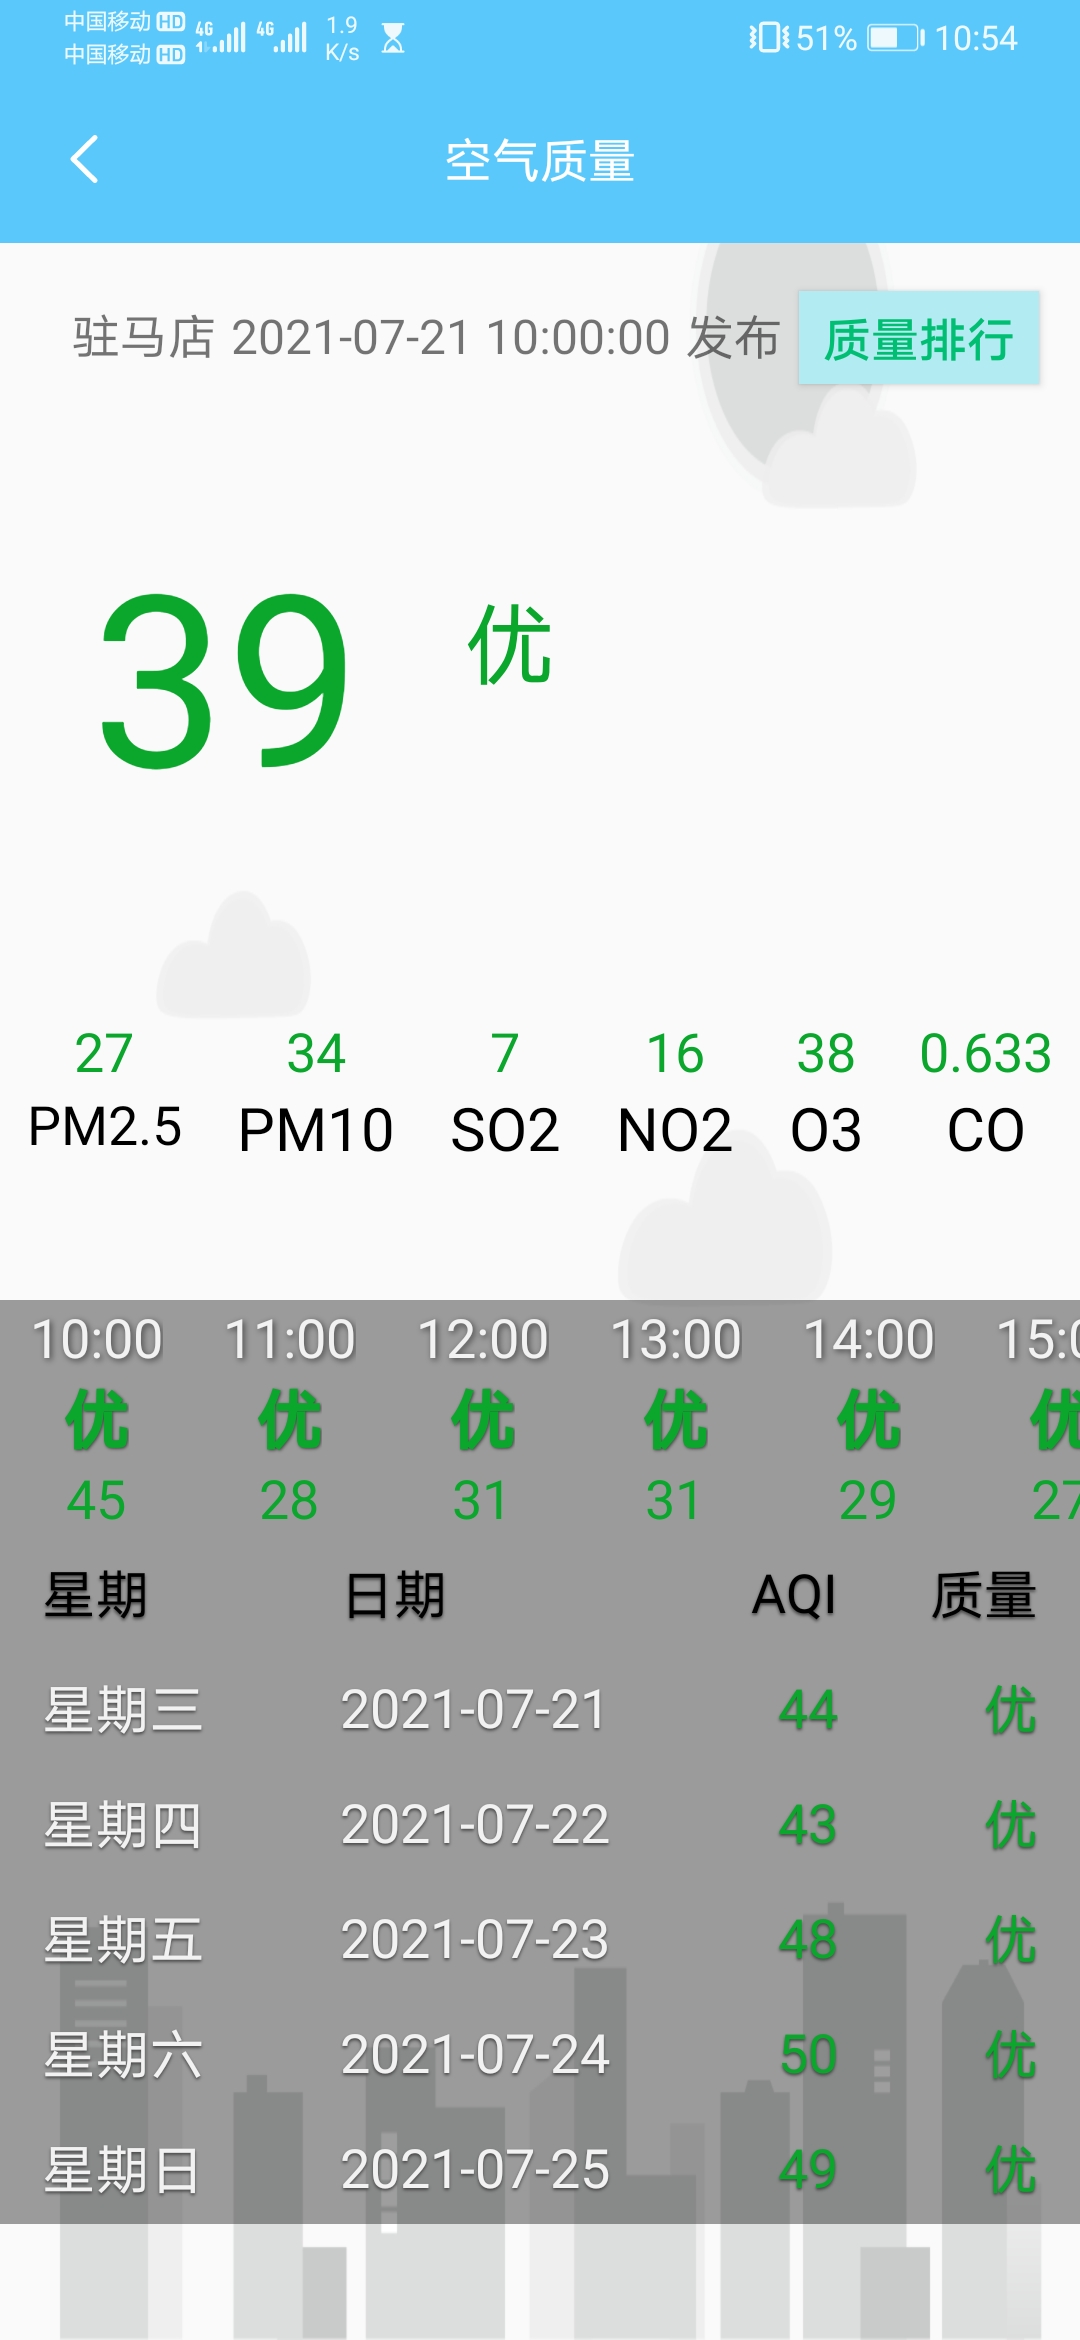 中国移动 HD 4G 4G 1.9 51% 10:54
中国移动 HD K/s
空气质量
驻马店 2021-07-21 10:00:00 发布 质量排行
39 优
27 34 7 16 38 0.633
PM2.5 PM10 SO2 NO2 O3 CO
10:00 11:00 12:00 13:00 14:00 15:0
优 优 优 优 优 优
45 28 31 31 29 27
星期 日期 AQI 质量
星期三 2021-07-21 44 优
星期四 2021-07-22 43 优
星期五 2021-07-23 48 优
星期六 2021-07-24 50 优
星期日 2021-07-25 49 优